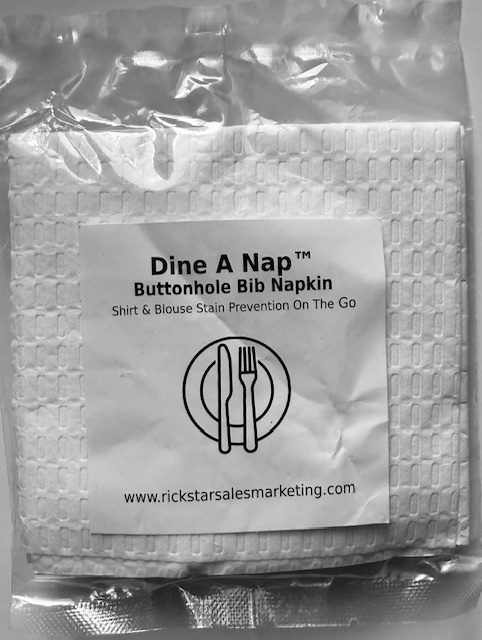 Dine A Nap™
Buttonhole Bib Napkin
Shirt & Blouse Stain Prevention On The Go
www.rickstarsalesmarketing.com